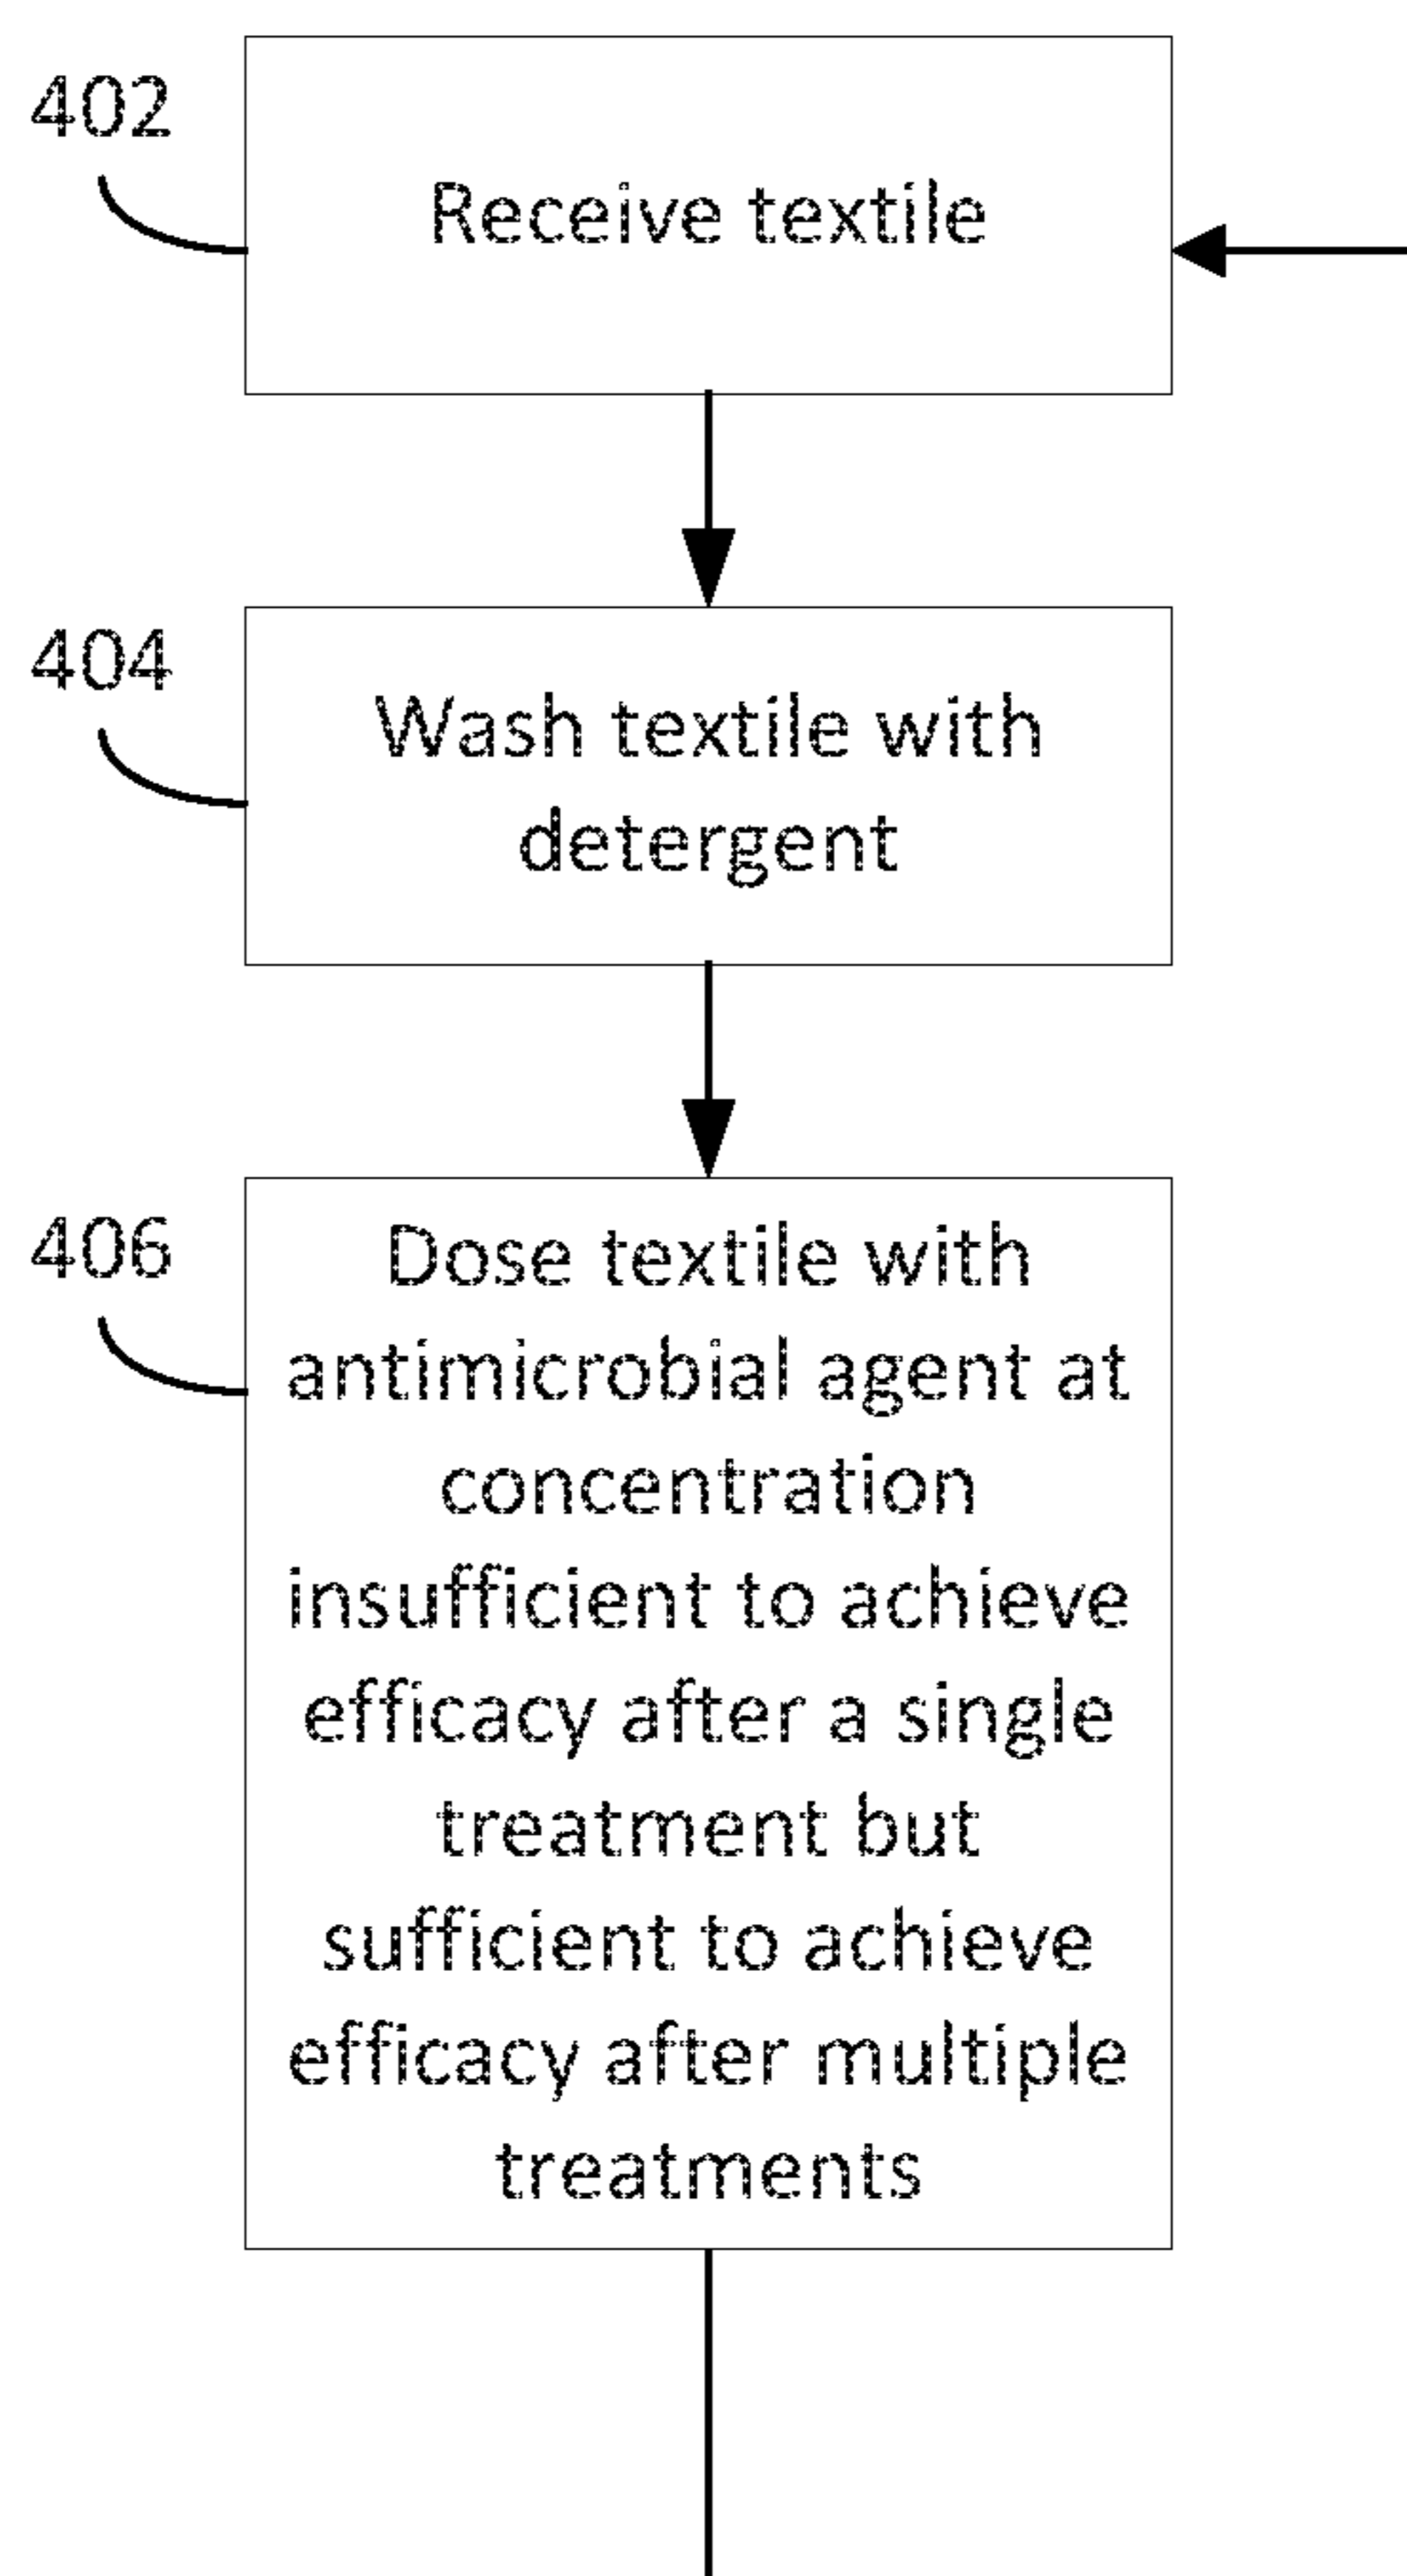 402
Receive textile
404
Wash textile with
detergent
406
Dose textile with
antimicrobial agent at
concentration
insufficient to achieve
efficacy after a single
treatment but
sufficient to achieve
efficacy after multiple
treatments